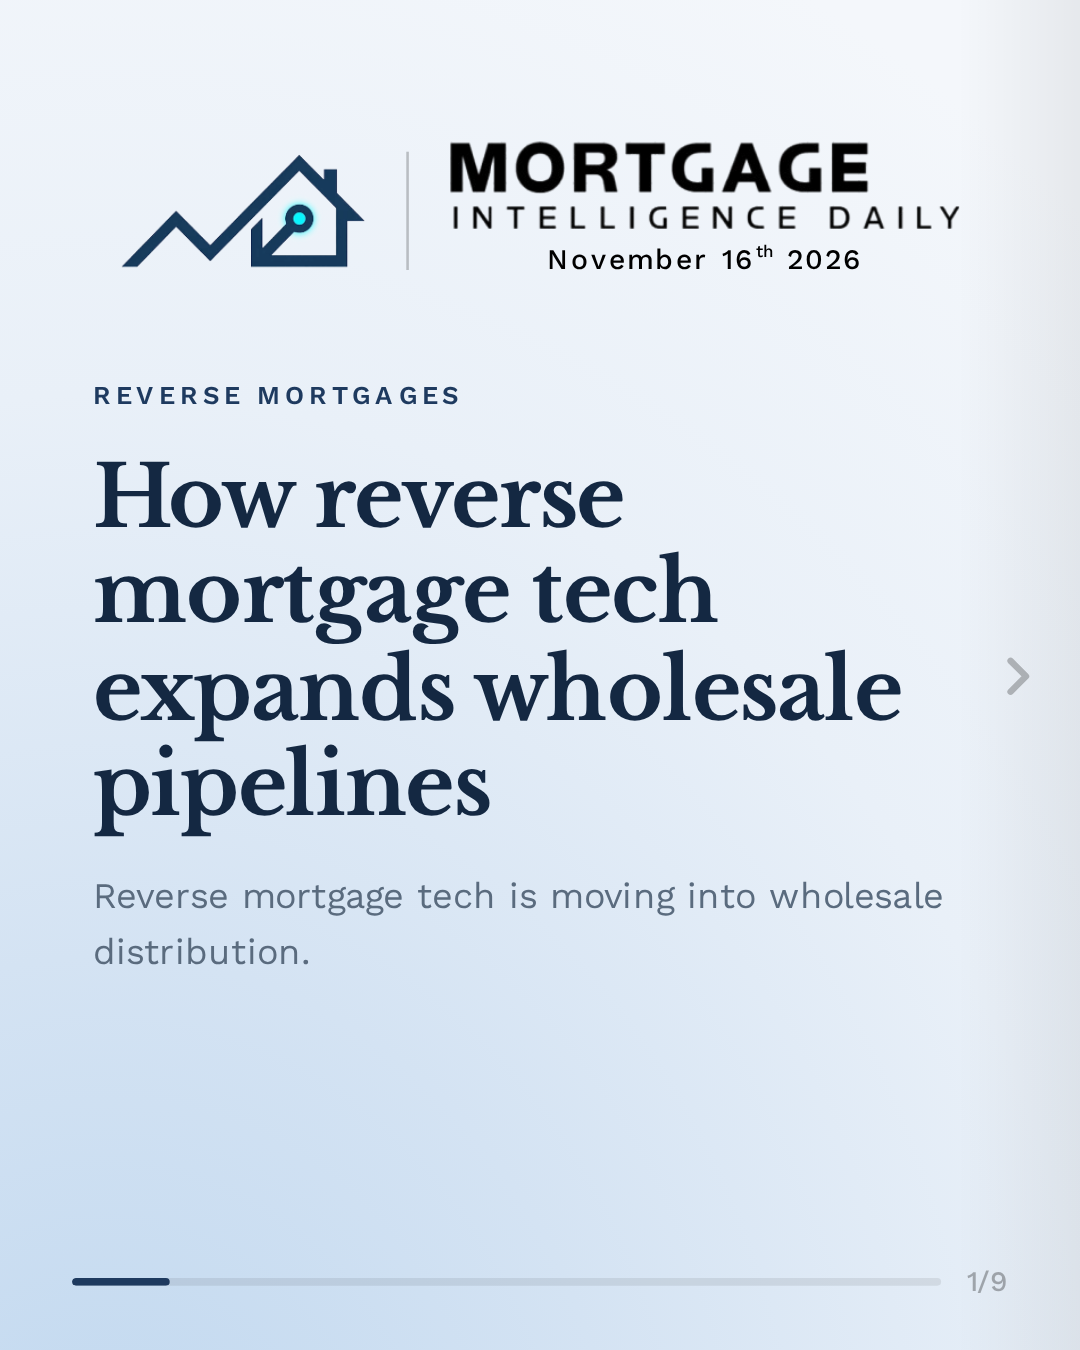 MORTGAGE
INTELLIGENCE DAILY
November 16th 2026
REVERSE MORTGAGES
How reverse
mortgage tech
expands wholesale
pipelines
Reverse mortgage tech is moving into wholesale
distribution.
1/9